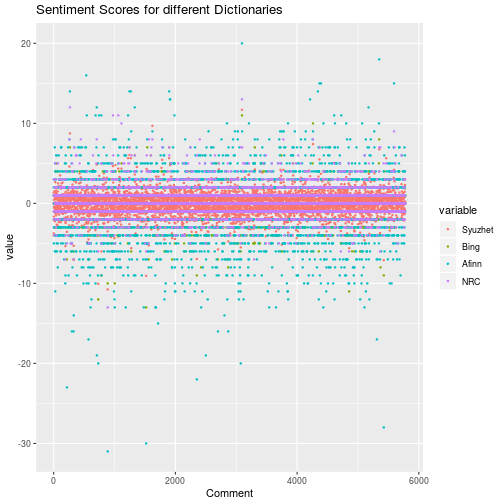 Sentiment Scores for different Dictionaries
20
10
0
-10
-20
-30
value
0
2000
4000
6000
Comment
variable
Syuzhet
Bing
Afinn
NRC